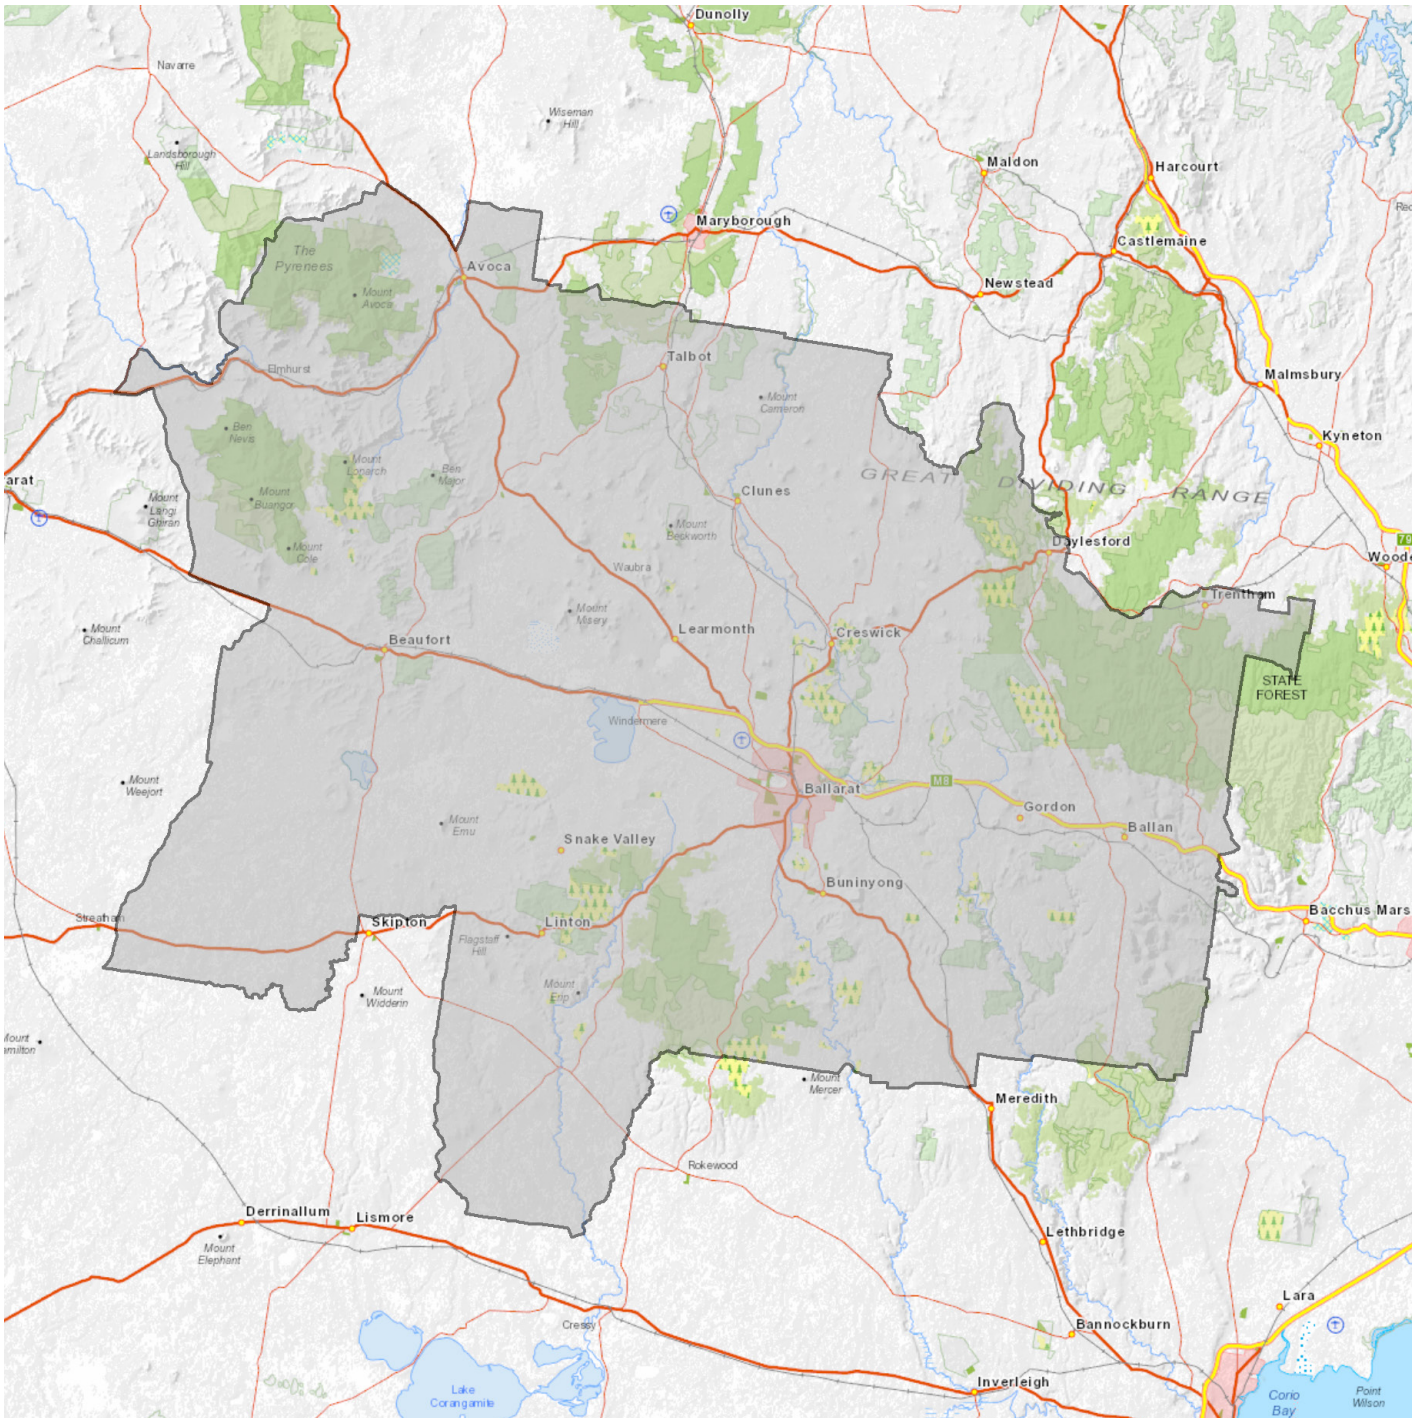 Dunolly
Navarre
Wiseman
Hill
Landsborough
Hill
Maldon
Harcourt
Maryborough
Castlemaine
The
Pyrenees
Avoca
Mount
Avoca
Newstead
Talbot
Elmhurst
Malmsbury
Mount
Cameron
Ben
Nevis
Kyneton
Mount
Lonarch
Ben
Major
GREAT DIVIDING RANGE
arat
Mount
Langi
Ghiran
Mount
Buangor
Clunes
Mount
Beckworth
Mount
Cole
Daylesford
79
Waubra
Trentham
Mount
Misery
Mount
Challicum
Learmonth
Creswick
Beaufort
STATE
FOREST
Windermere
Mount
Weejort
M8
Ballarat
Gordon
Mount
Emu
Ballan
Snake Valley
Buninyong
Bacchus Mars
Streatham
Skipton
Linton
Flagstaff
Hill
Mount
Widderin
Mount
Erip
Mount
Mount
Mercer
Meredith
Rokewood
Derrinallum
Lismore
Mount
Elephant
Lethbridge
Lara
Cressy
Bannockburn
Inverleigh
Lake
Corangamite
Corio
Bay
Point
Wilson